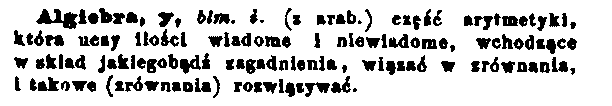 Algiebra, y, blm. ż. (z arab.) część arytmetyki,
która uczy ilości wiadome i niewiadome, wchodzące
w skład jakiegobądź zagadnienia, wiązać w zrównania,
i takowe (zrównania) rozwiązywać.